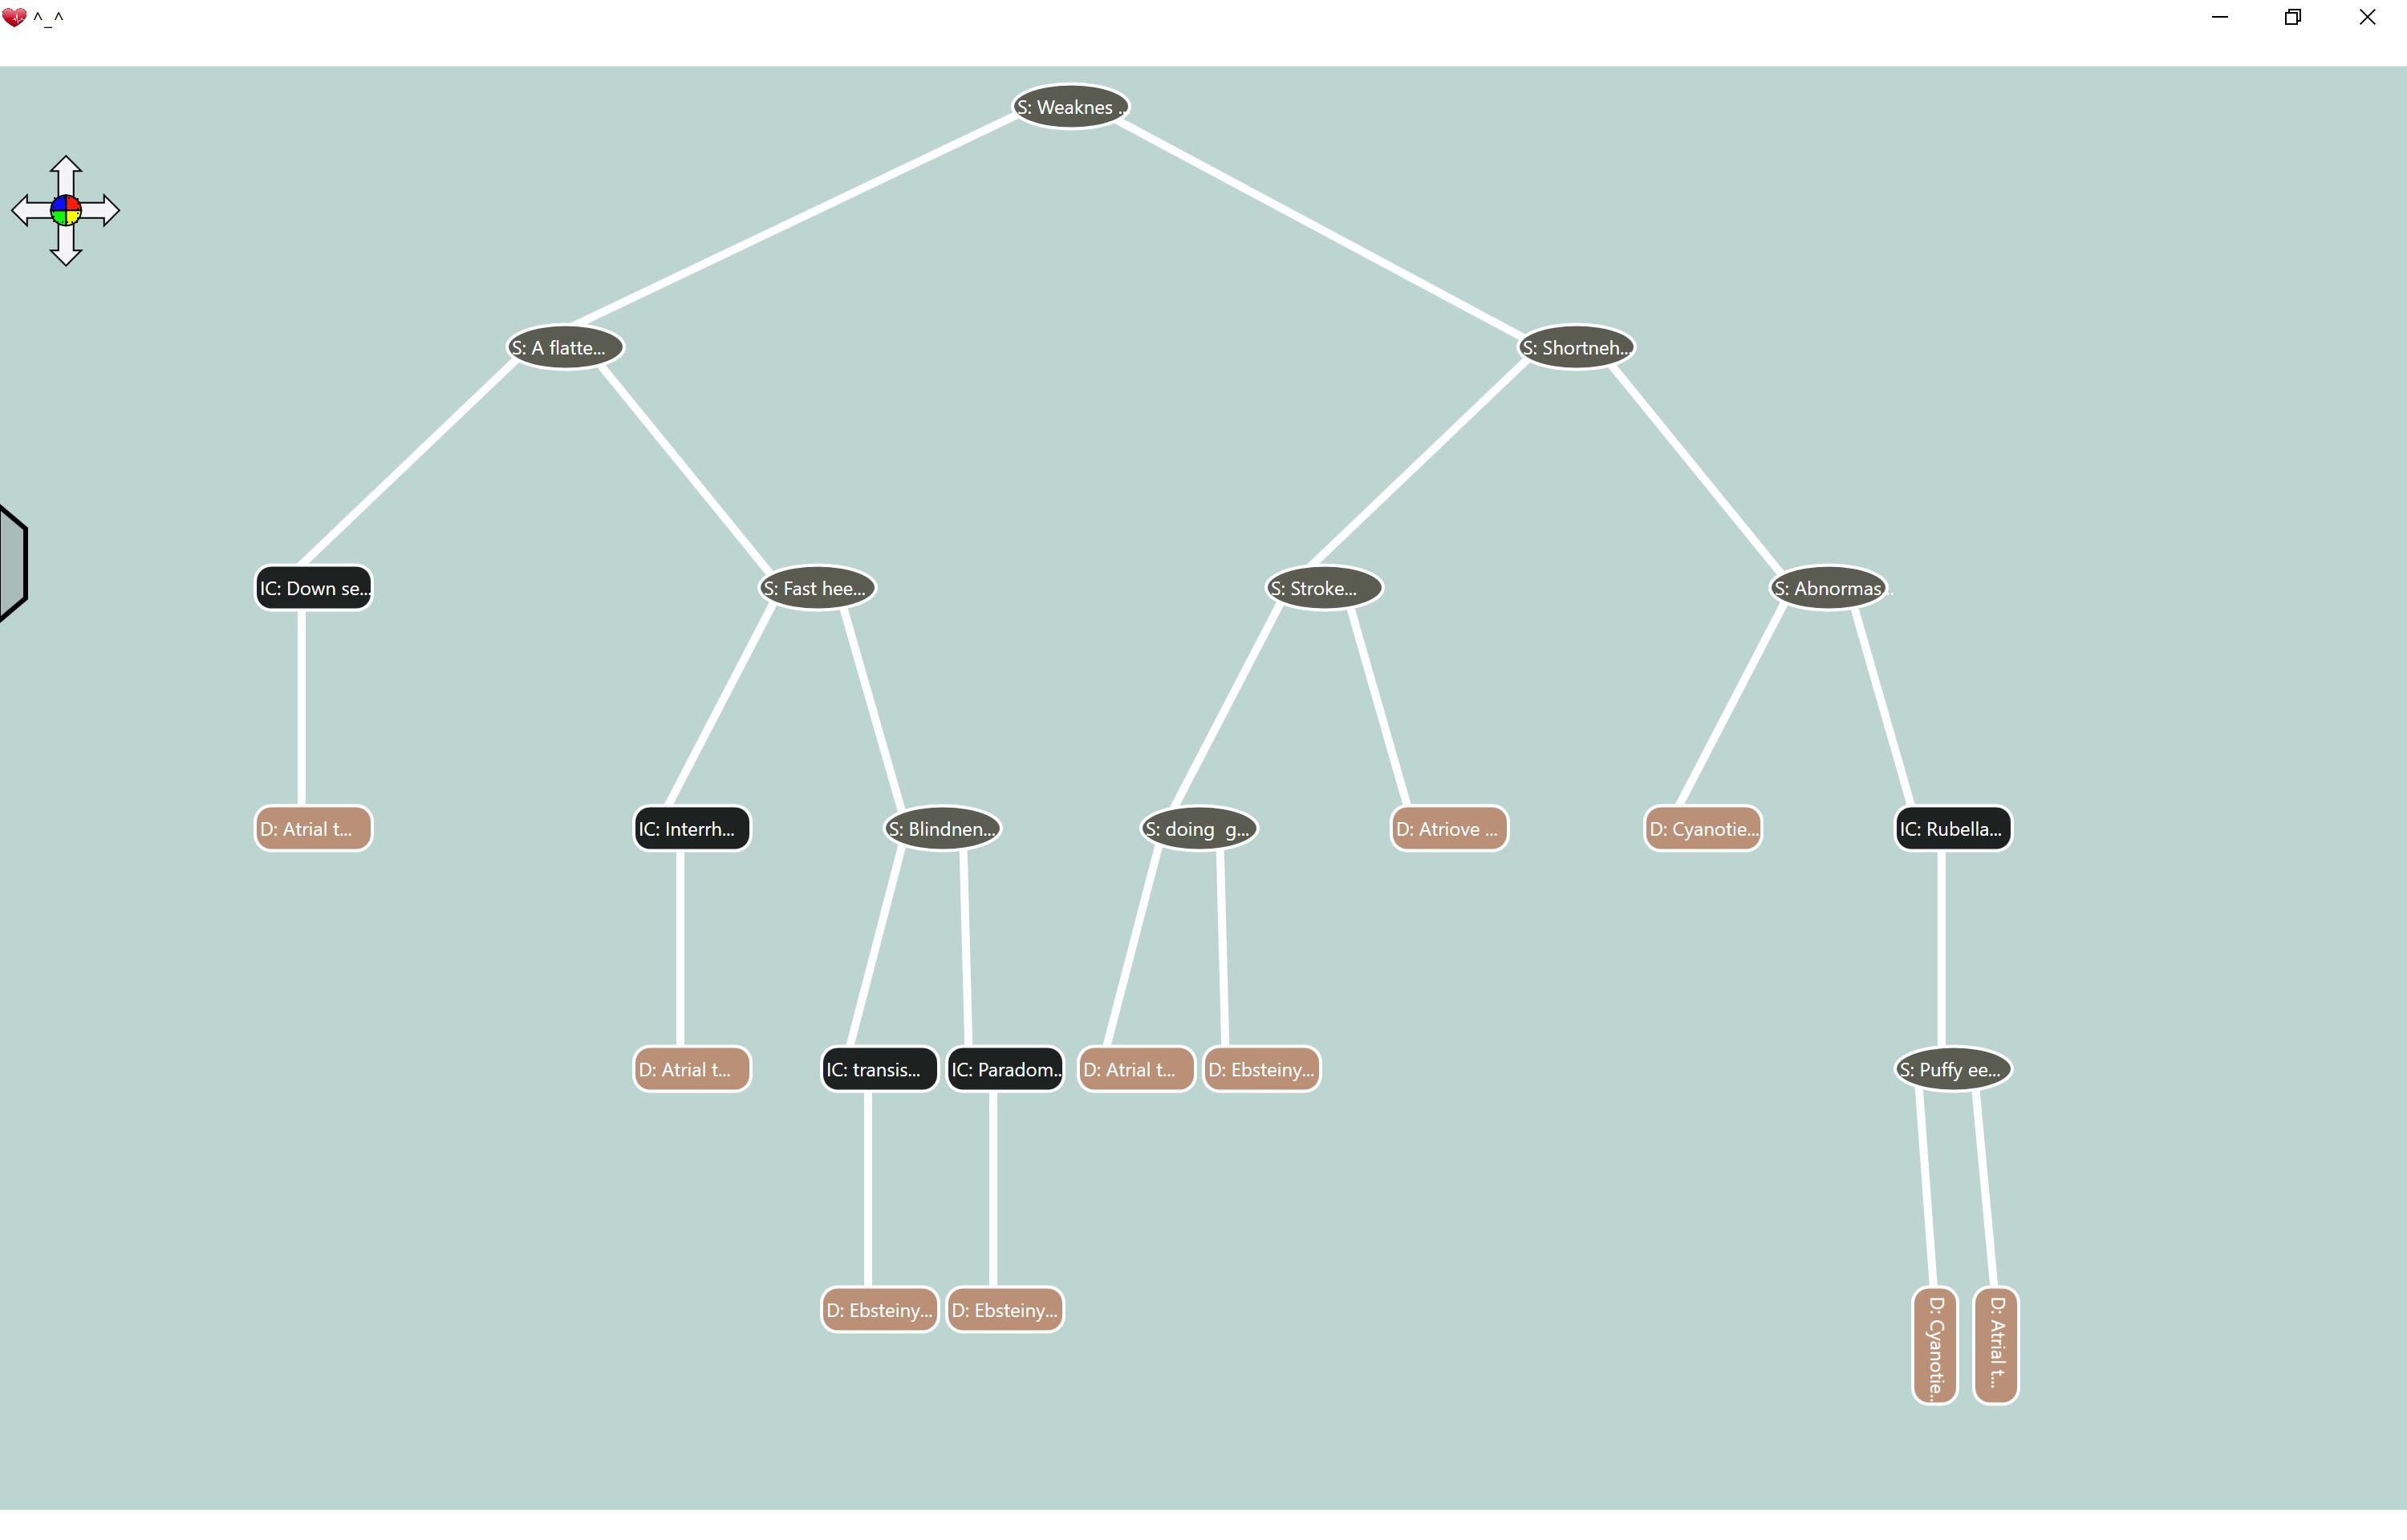 ^_^
S: Weaknes ..
S: A flatte...
S: Shortneh...
IC: Down se...
S: Fast hee...
S: Stroke...
S: Abnormas..
D: Atrial t...
IC: Interrh...
S: Blindnen...
S: doing  g...
D: Atriove ...
D: Cyanotie...
IC: Rubella...
D: Atrial t...
IC: transis...
IC: Paradom..
D: Atrial t...
D: Ebsteiny...
S: Puffy ee...
D: Ebsteiny...
D: Ebsteiny...
D: Cyanotie..
D: Atrial t...